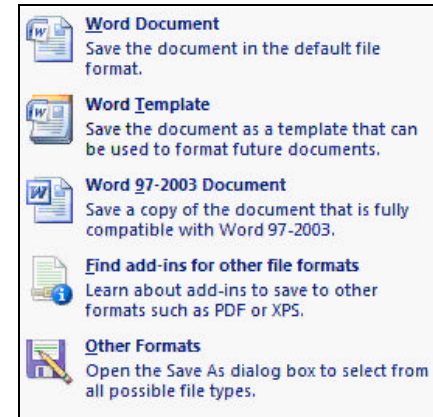 Word Document
Save the document in the default file
format.
Word Template
Save the document as a template that can
be used to format future documents.
Word 97-2003 Document
Save a copy of the document that is fully
compatible with Word 97-2003.
Find add-ins for other file formats
Learn about add-ins to save to other
formats such as PDF or XPS.
Other Formats
Open the Save As dialog box to select from
all possible file types.